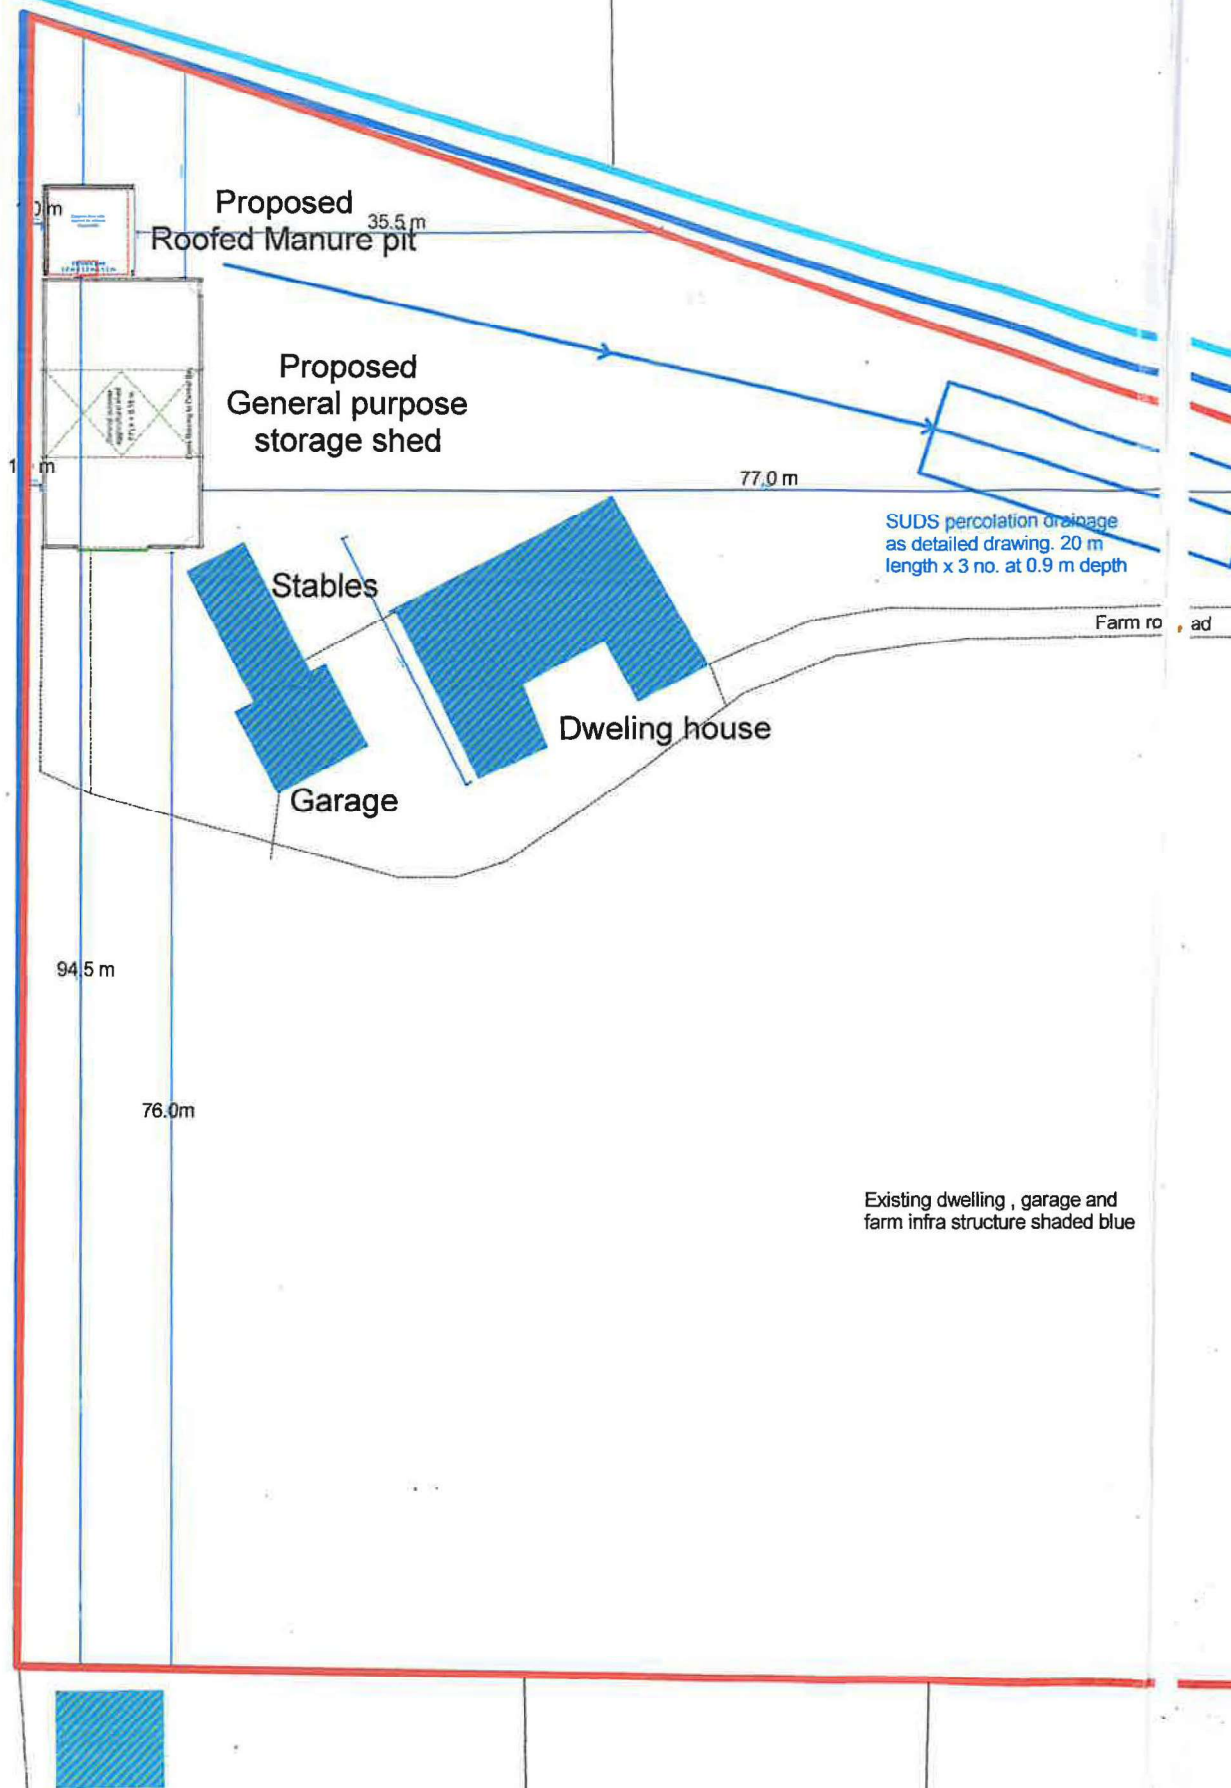 Proposed
Roofed Manure pit
35.5 m
Proposed
General purpose
storage shed
77.0 m
SUDS percolation drainage
as detailed drawing. 20 m
length x 3 no. at 0.9 m depth
Stables
Farm ro ad
Dweling house
Garage
94.5 m
76.0m
Existing dwelling , garage and
farm infra structure shaded blue